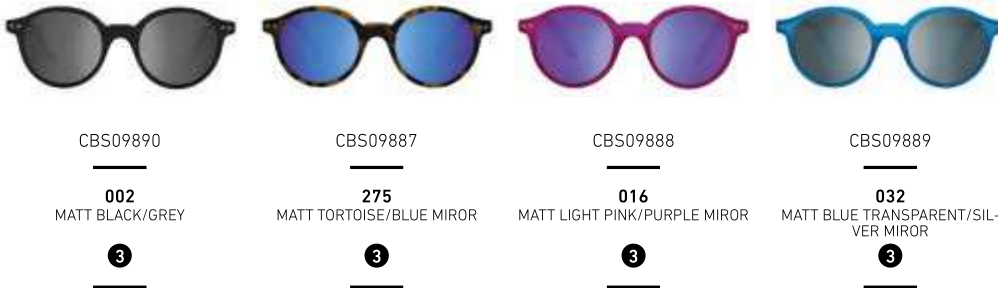 CBS09890
002
MATT BLACK/GREY
3
CBS09887
275
MATT TORTOISE/BLUE MIROR
3
CBS09888
016
MATT LIGHT PINK/PURPLE MIROR
3
CBS09889
032
MATT BLUE TRANSPARENT/SIL-
VER MIROR
3